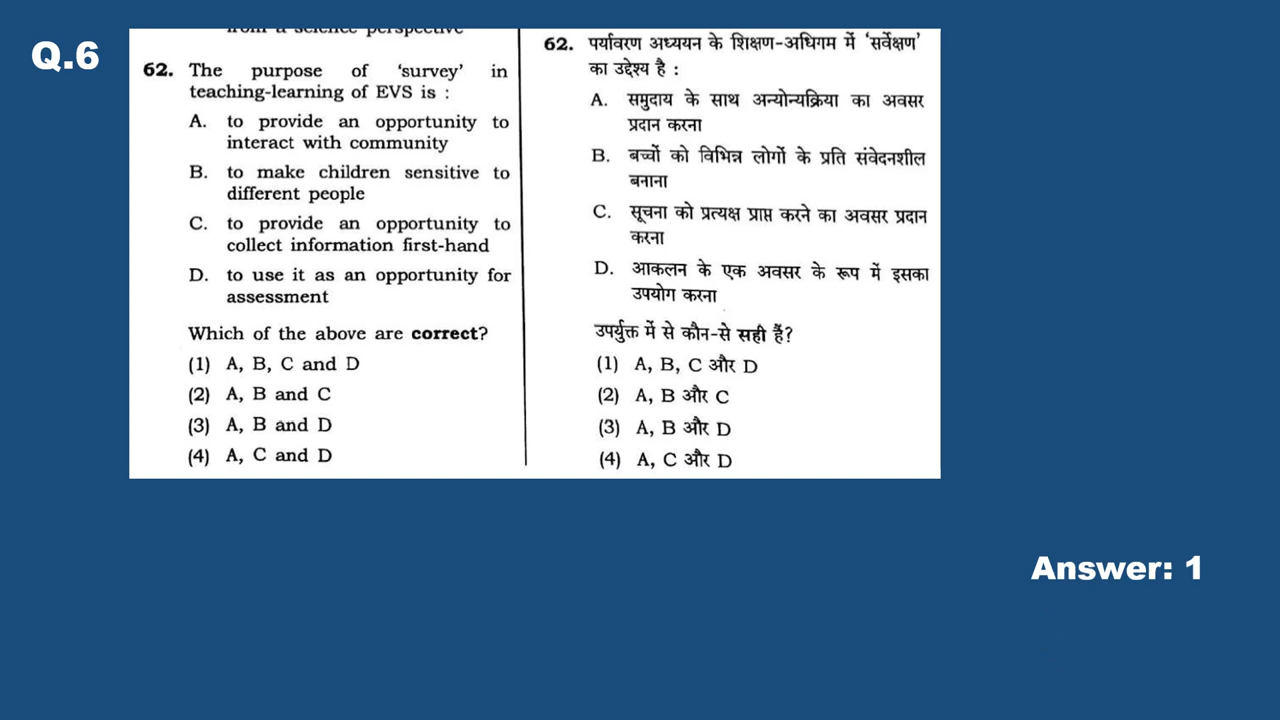 Q.6
from a science perspective
62. The purpose of ‘survey’ in
teaching-learning of EVS is :
A. to provide an opportunity to
interact with community
B. to make children sensitive to
different people
C. to provide an opportunity to
collect information first-hand
D. to use it as an opportunity for
assessment
Which of the above are correct?
(1) A, B, C and D
(2) A, B and C
(3) A, B and D
(4) A, C and D
62. पर्यावरण अध्ययन के शिक्षण-अधिगम में ‘सर्वेक्षण’
का उद्देश्य है :
A. समुदाय के साथ अन्योन्यक्रिया का अवसर
प्रदान करना
B. बच्चों को विभिन्न लोगों के प्रति संवेदनशील
बनाना
C. सूचना को प्रत्यक्ष प्राप्त करने का अवसर प्रदान
करना
D. आकलन के एक अवसर के रूप में इसका
उपयोग करना
उपर्युक्त में से कौन-से सही हैं?
(1) A, B, C और D
(2) A, B और C
(3) A, B और D
(4) A, C और D
Answer: 1